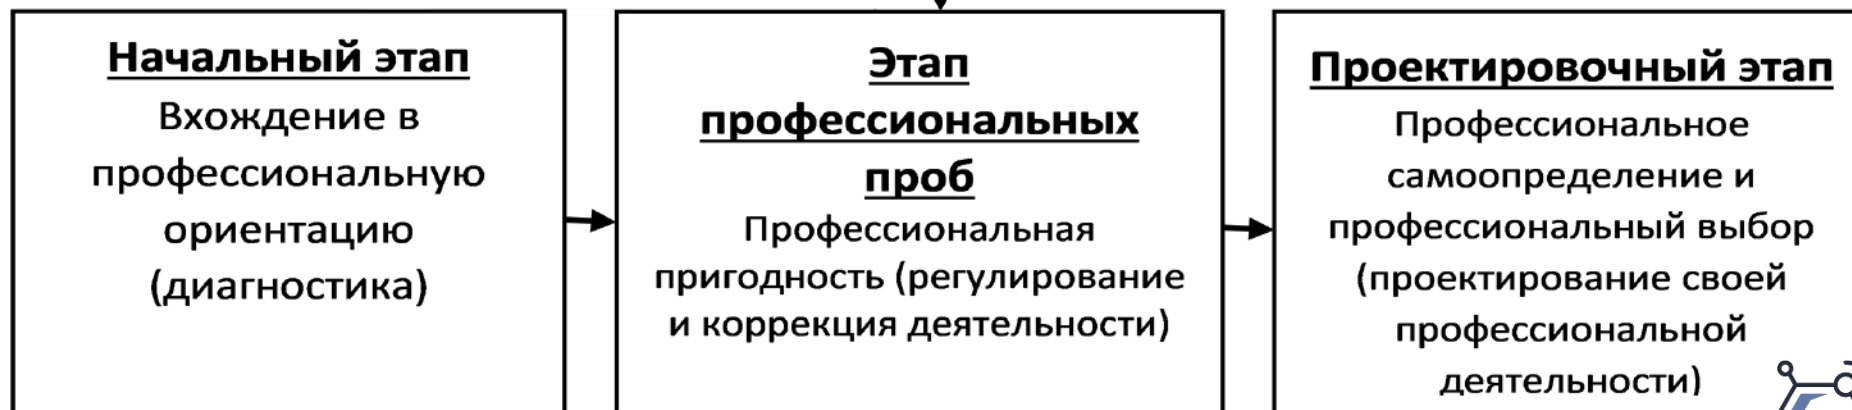 Начальный этап
Вхождение в
профессиональную
ориентацию
(диагностика)
Этап
профессиональных
проб
Профессиональная
пригодность (регулирование
и коррекция деятельности)
Проектировочный этап
Профессиональное
самоопределение и
профессиональный выбор
(проектирование своей
профессиональной
деятельности)